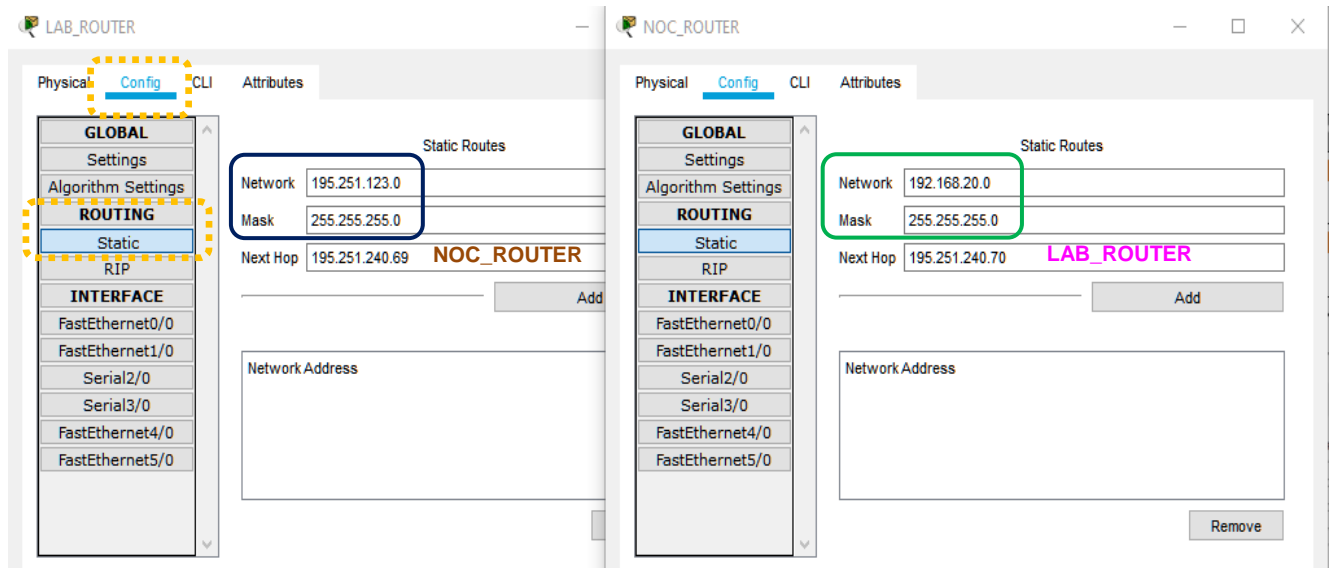 LAB_ROUTER
Physical Config CLI Attributes
GLOBAL
Settings
Algorithm Settings
ROUTING
Static
RIP
INTERFACE
FastEthernet0/0
FastEthernet1/0
Serial2/0
Serial3/0
FastEthernet4/0
FastEthernet5/0
Static Routes
Network 195.251.123.0
Mask 255.255.255.0
Next Hop 195.251.240.69 NOC_ROUTER
Add
Network Address
NOC_ROUTER
Physical Config CLI Attributes
GLOBAL
Settings
Algorithm Settings
ROUTING
Static
RIP
INTERFACE
FastEthernet0/0
FastEthernet1/0
Serial2/0
Serial3/0
FastEthernet4/0
FastEthernet5/0
Static Routes
Network 192.168.20.0
Mask 255.255.255.0
Next Hop 195.251.240.70 LAB_ROUTER
Add
Network Address
Remove